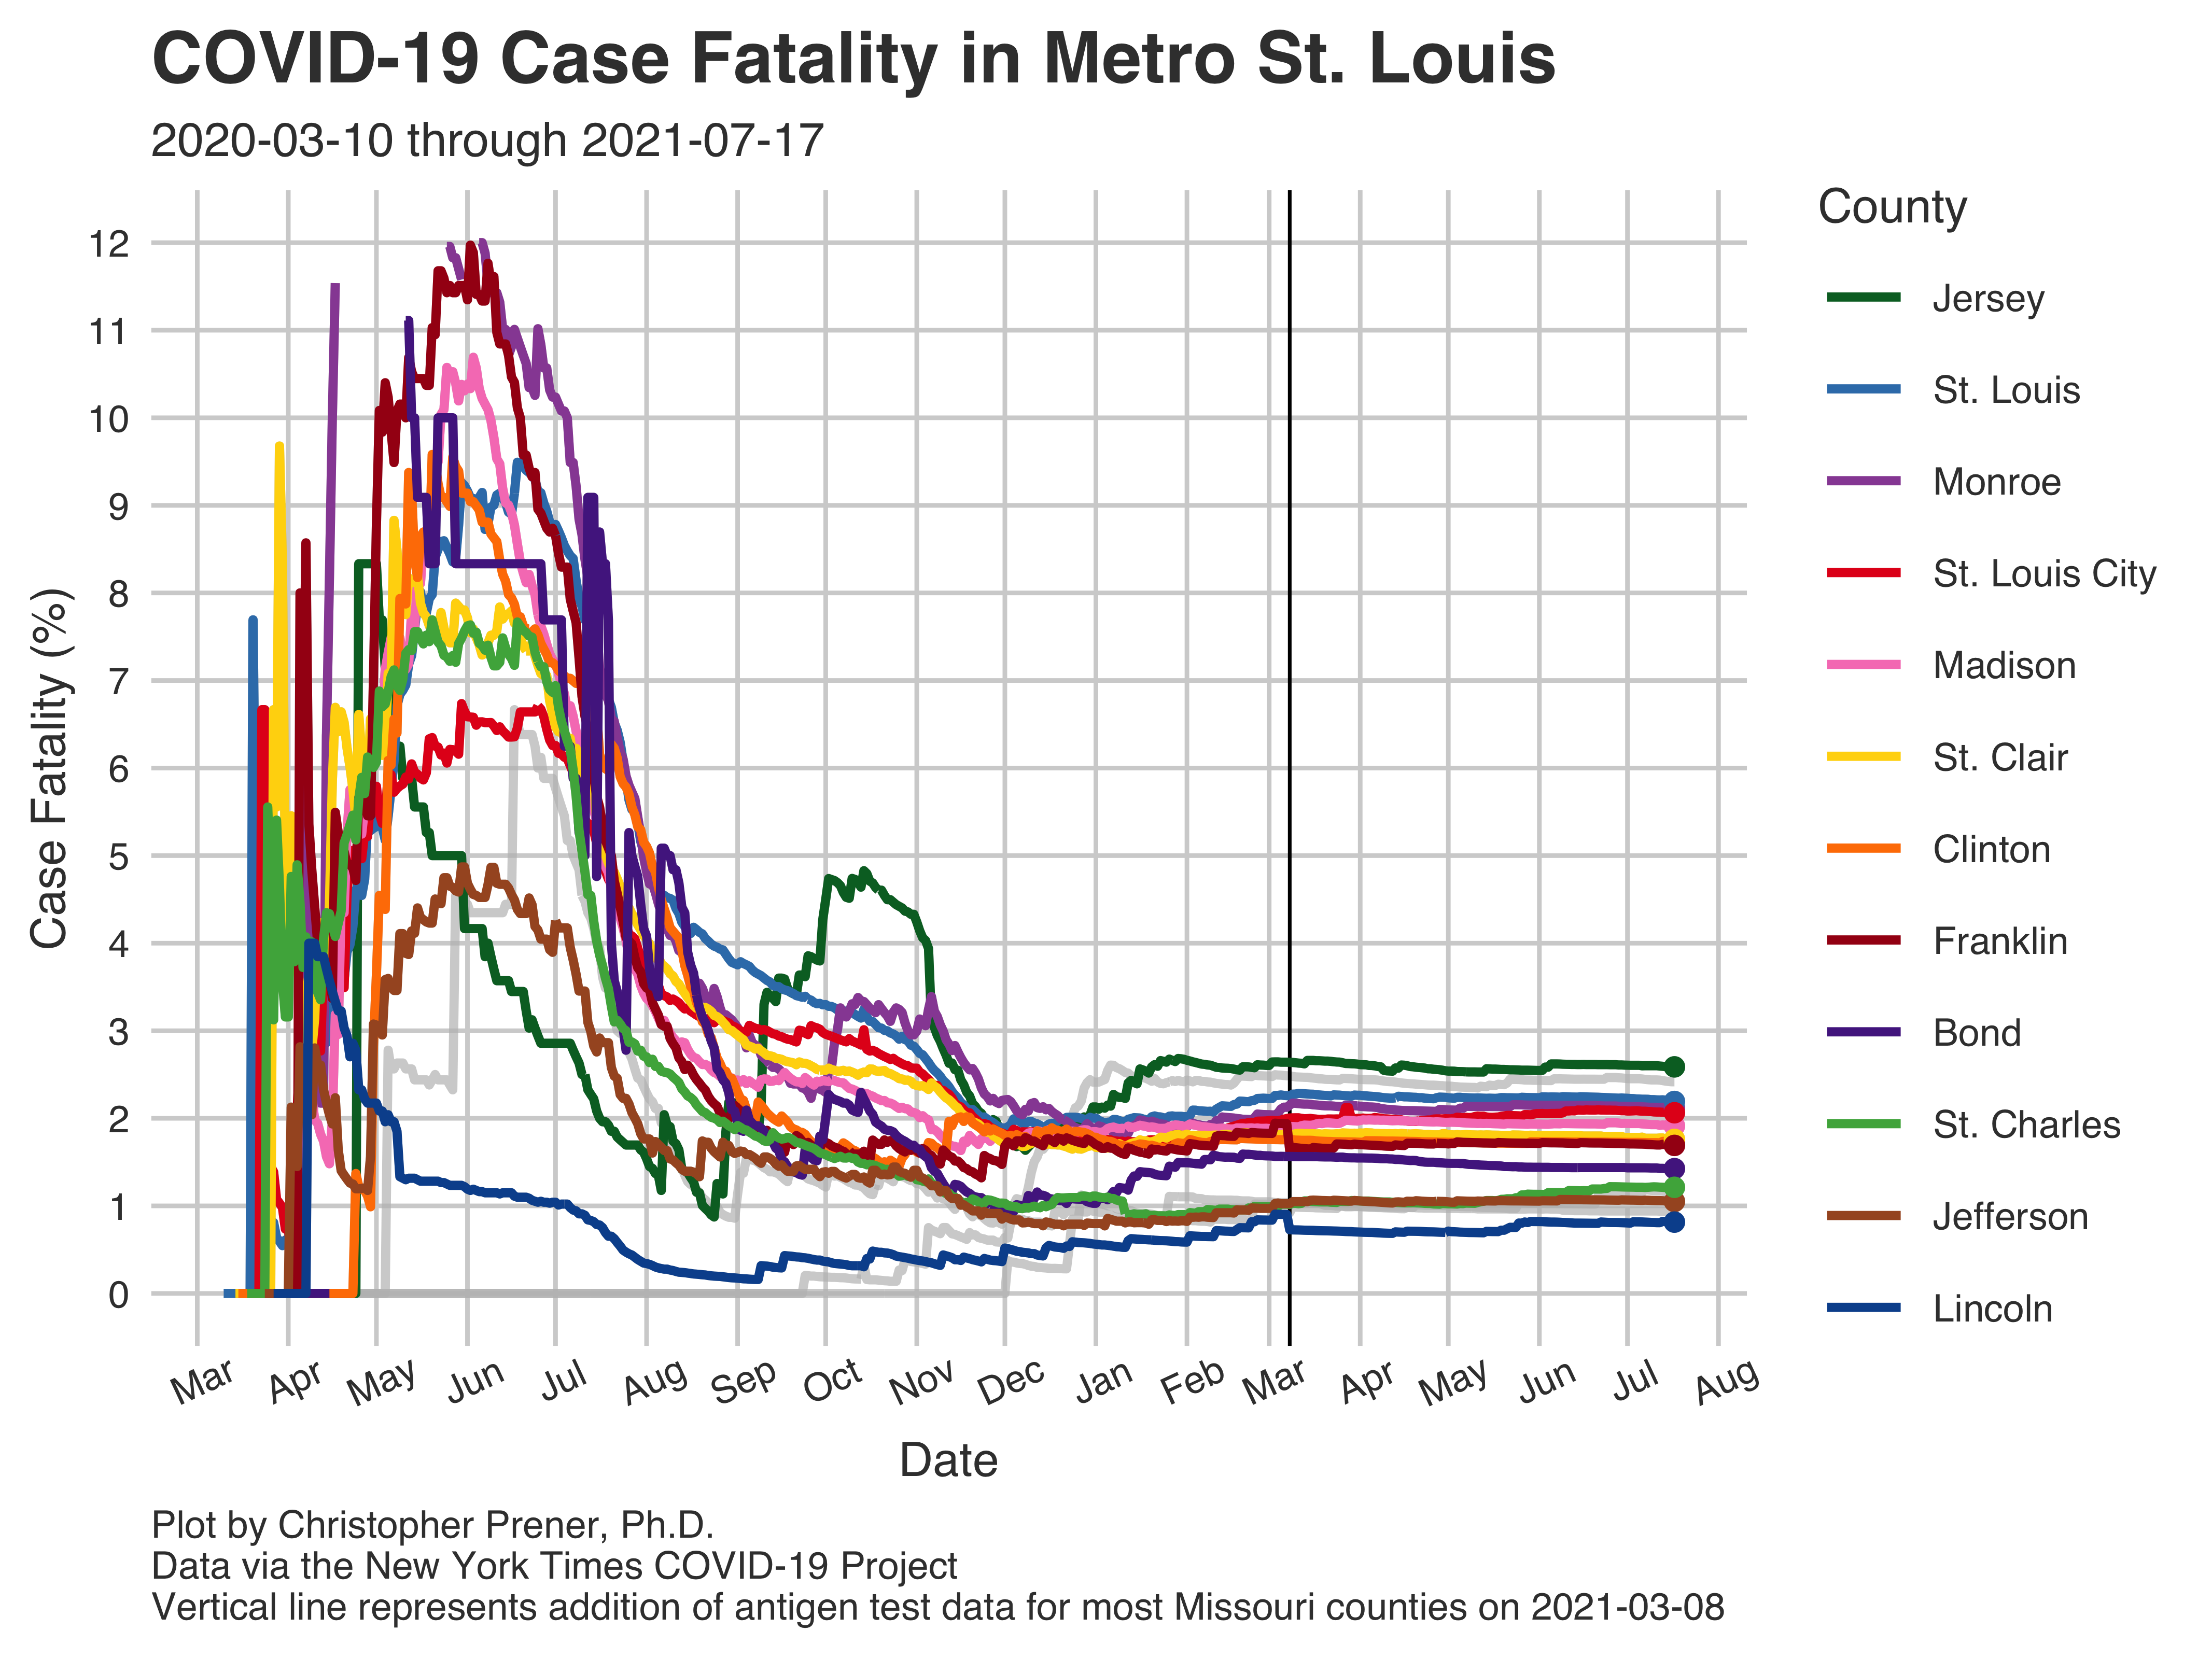 COVID-19 Case Fatality in Metro St. Louis
2020-03-10 through 2021-07-17
Case Fatality (%)
12
11
10
9
8
7
6
5
4
3
2
1
0
Mar Apr May Jun Jul Aug Sep Oct Nov Dec Jan Feb Mar Apr May Jun Jul Aug
Date
County
Jersey
St. Louis
Monroe
St. Louis City
Madison
St. Clair
Clinton
Franklin
Bond
St. Charles
Jefferson
Lincoln
Plot by Christopher Prener, Ph.D.
Data via the New York Times COVID-19 Project
Vertical line represents addition of antigen test data for most Missouri counties on 2021-03-08